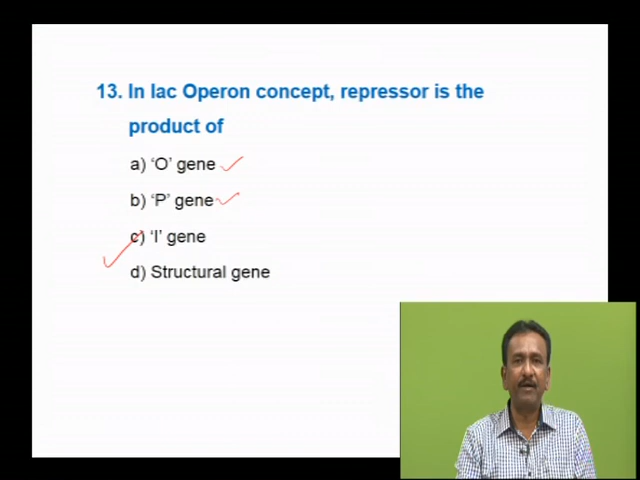 13. In lac Operon concept, repressor is the
product of
a) ‘O’ gene
b) ‘P’ gene
c) ‘I’ gene
d) Structural gene